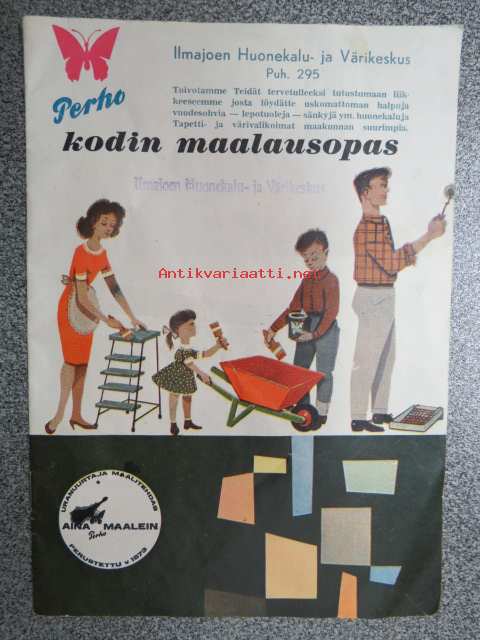 Ilmajoen Huonekalu- ja Värikeskus
Puh. 295
Toivotamme Teidät tervetulleeksi tutustumaan liik-
keeseemme josta löydätte uskomattoman halpoja
vuodesohvia — lepotuoleja — sänkyjä ym. huonekaluja
Tapetti- ja värivalikoimat maakunnan suurimpia.
Perho
kodin maalausopas
Ilmajoen Huonekalu- ja Värikeskus
Antikvariaatti.net
URANUURTAJA MAALITEHDAS
AINA MAALEIN
Perho
PERUSTETTU v. 1873